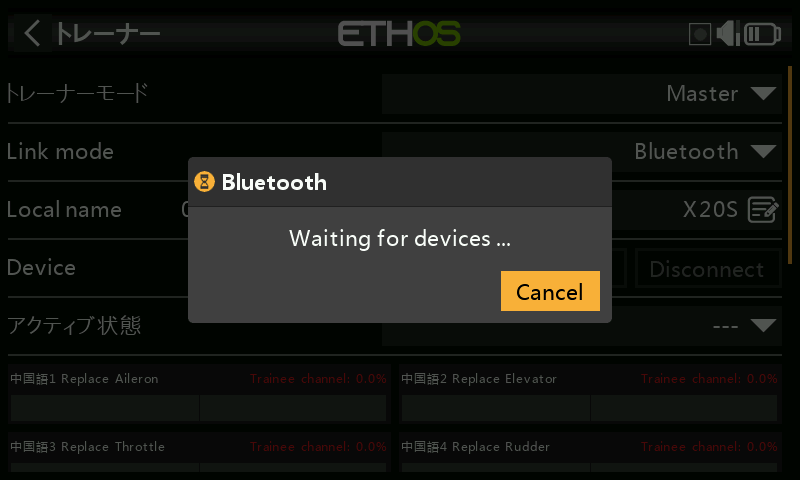 トレーナー
ETHOS
トレーナーモード
Master
Link mode
Bluetooth
Local name
X20S
Bluetooth
Waiting for devices ...
Cancel
Device
Disconnect
アクティブ状態
---
中国語1 Replace Aileron
Trainee channel: 0.0%
中国語2 Replace Elevator
Trainee channel: 0.0%
中国語3 Replace Throttle
Trainee channel: 0.0%
中国語4 Replace Rudder
Trainee channel: 0.0%